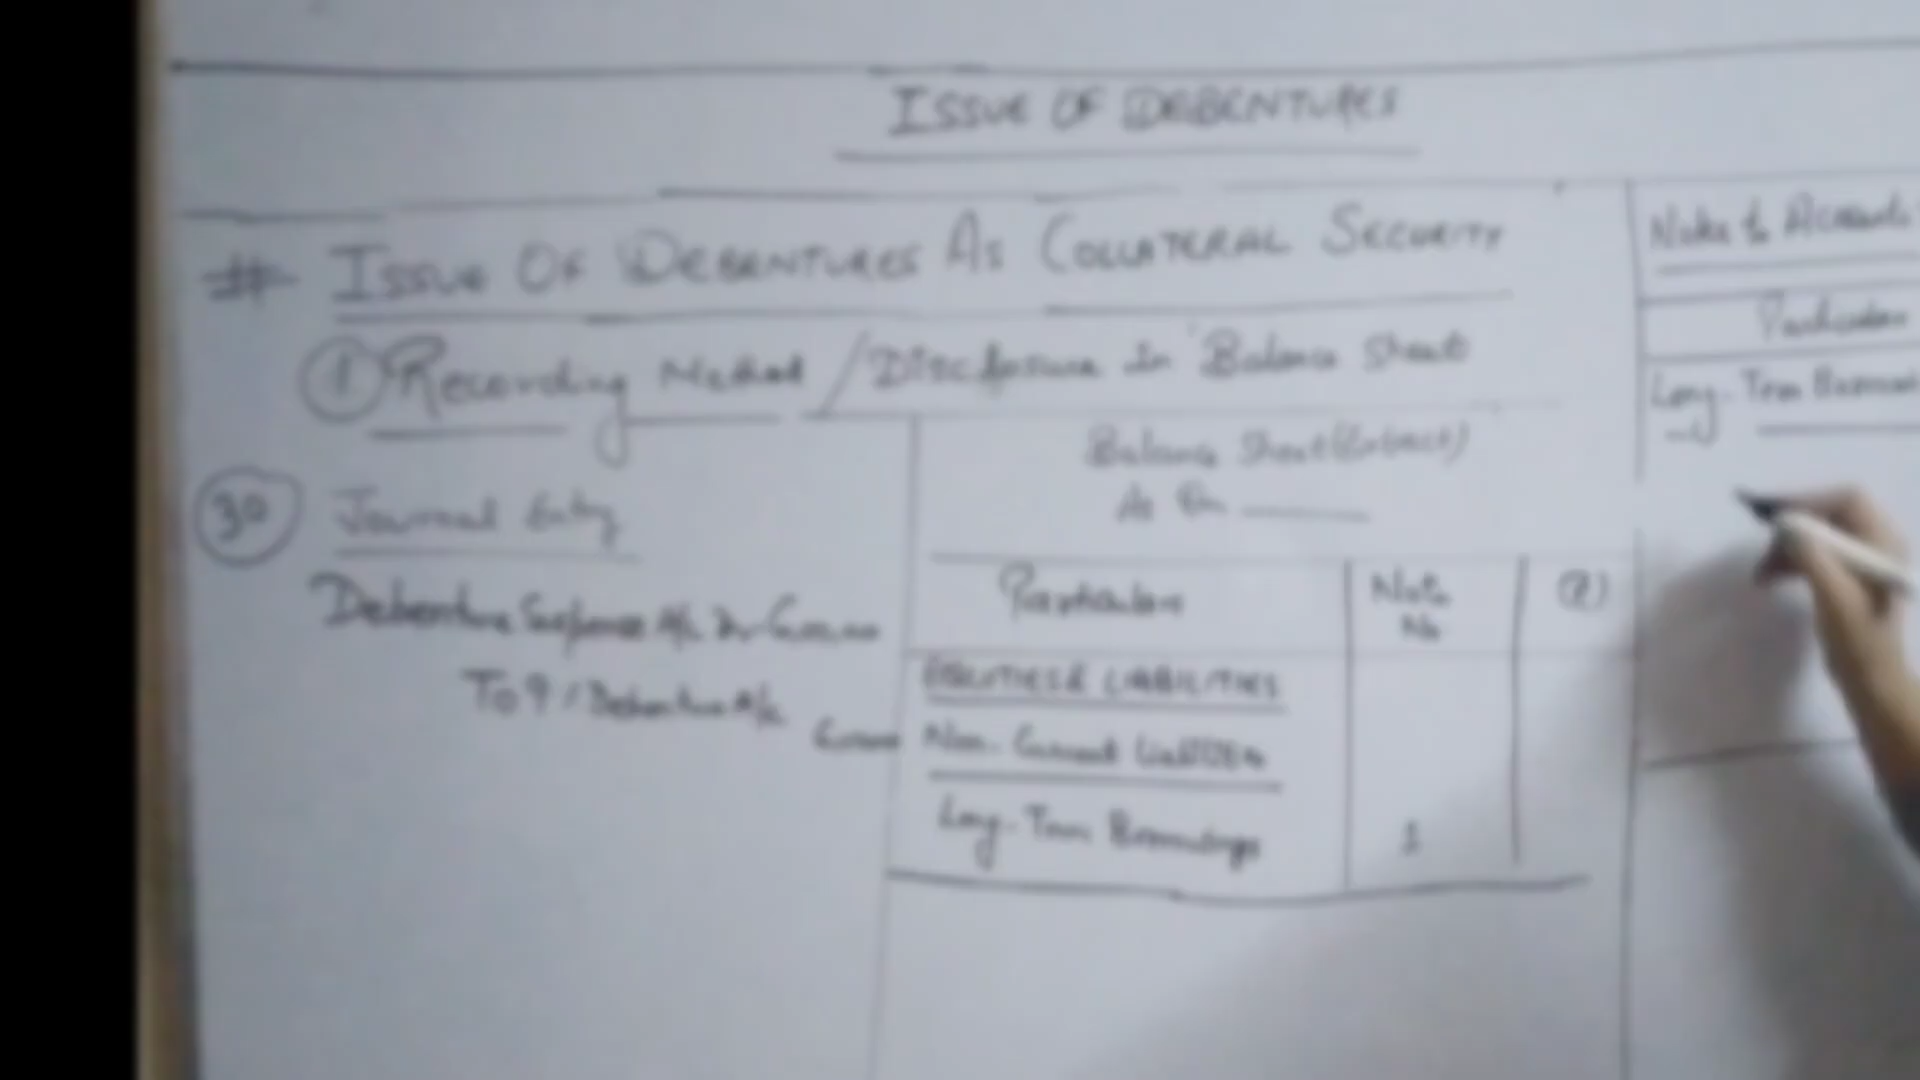 ISSUE OF DEBENTURES
# ISSUE OF DEBENTURES AS COLLATERAL SECURITY
① Recording Method / Disclosure In Balance Sheet
30 Journal Entry
Debenture Suspense A/c Dr
To 9% Debenture A/c
Balance Sheet (Extract)
As On
Particulars Note No (₹)
EQUITIES & LIABILITIES
Non-Current Liabilities
Long-Term Borrowings 1
Note to Accounts
Particulars
Long-Term